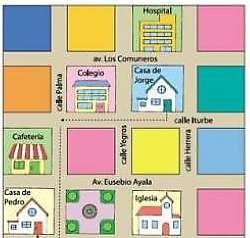 Hospital
av. Los Comuneros
Colegio
Casa de
Jorge
calle Palma
calle Iturbe
Cafetería
calle Yegros
calle Herrera
Av. Eusebio Ayala
Casa de
Pedro
Iglesia